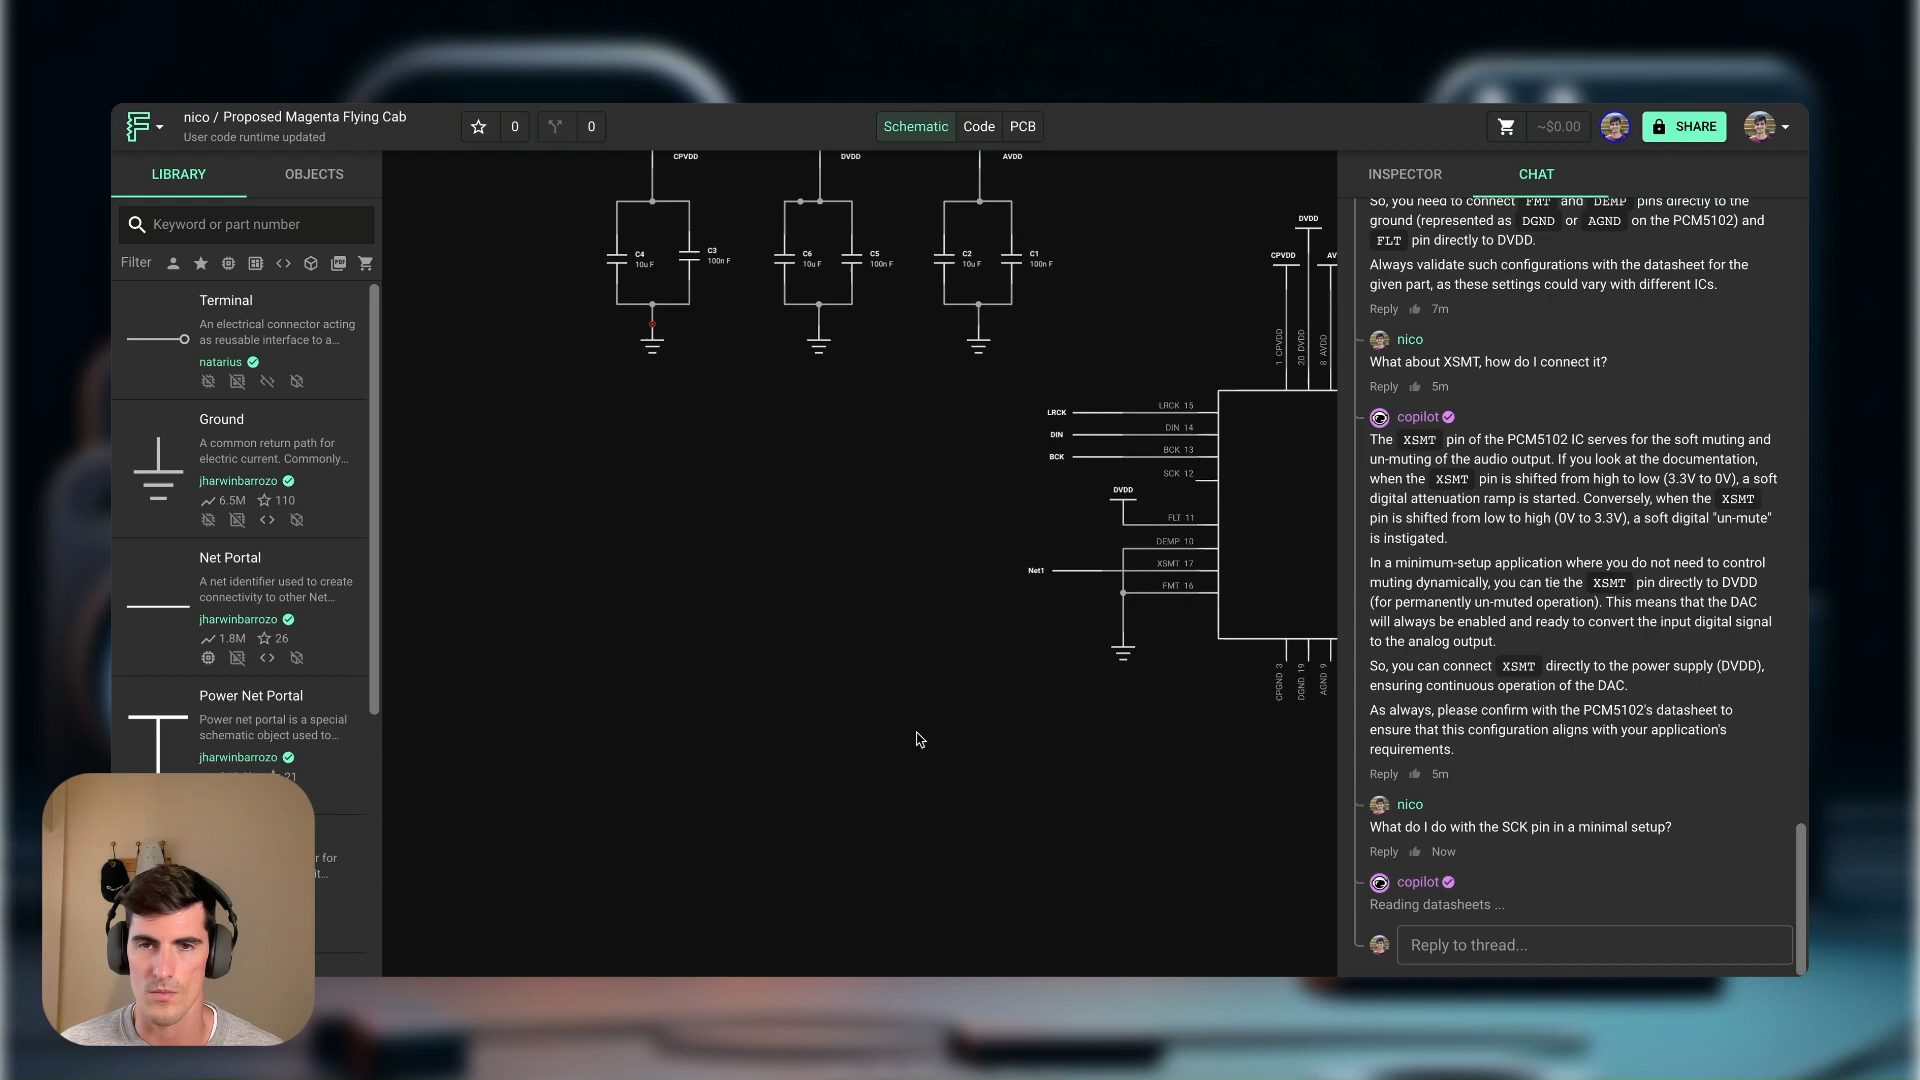 nico / Proposed Magenta Flying Cab
User code runtime updated
0
0
Schematic
Code
PCB
~$0.00
SHARE
LIBRARY
OBJECTS
Keyword or part number
Filter
Terminal
An electrical connector acting
as reusable interface to a...
natarius
Ground
A common return path for
electric current. Commonly...
jharwinbarrozo
6.5M
110
Net Portal
A net identifier used to create
connectivity to other Net...
jharwinbarrozo
1.8M
26
Power Net Portal
Power net portal is a special
schematic object used to...
jharwinbarrozo
21
r for
it...
CPVDD
DVDD
AVDD
C4
10u F
C3
100n F
C6
10u F
C5
100n F
C2
10u F
C1
100n F
DVDD
CPVDD
AV
1 CPVDD
20 DVDD
8 AVDD
LRCK
LRCK 15
DIN
DIN 14
BCK
BCK 13
SCK 12
DVDD
FLT 11
DEMP 10
Net1
XSMT 17
FMT 16
CPGND 3
DGND 19
AGND 9
INSPECTOR
CHAT
So, you need to connect FMT and DEMP pins directly to the
ground (represented as DGND or AGND on the PCM5102) and
FLT pin directly to DVDD.
Always validate such configurations with the datasheet for the
given part, as these settings could vary with different ICs.
Reply 7m
nico
What about XSMT, how do I connect it?
Reply 5m
copilot
The XSMT pin of the PCM5102 IC serves for the soft muting and
un-muting of the audio output. If you look at the documentation,
when the XSMT pin is shifted from high to low (3.3V to 0V), a soft
digital attenuation ramp is started. Conversely, when the XSMT
pin is shifted from low to high (0V to 3.3V), a soft digital "un-mute"
is instigated.
In a minimum-setup application where you do not need to control
muting dynamically, you can tie the XSMT pin directly to DVDD
(for permanently un-muted operation). This means that the DAC
will always be enabled and ready to convert the input digital signal
to the analog output.
So, you can connect XSMT directly to the power supply (DVDD),
ensuring continuous operation of the DAC.
As always, please confirm with the PCM5102's datasheet to
ensure that this configuration aligns with your application's
requirements.
Reply 5m
nico
What do I do with the SCK pin in a minimal setup?
Reply Now
copilot
Reading datasheets ...
Reply to thread...